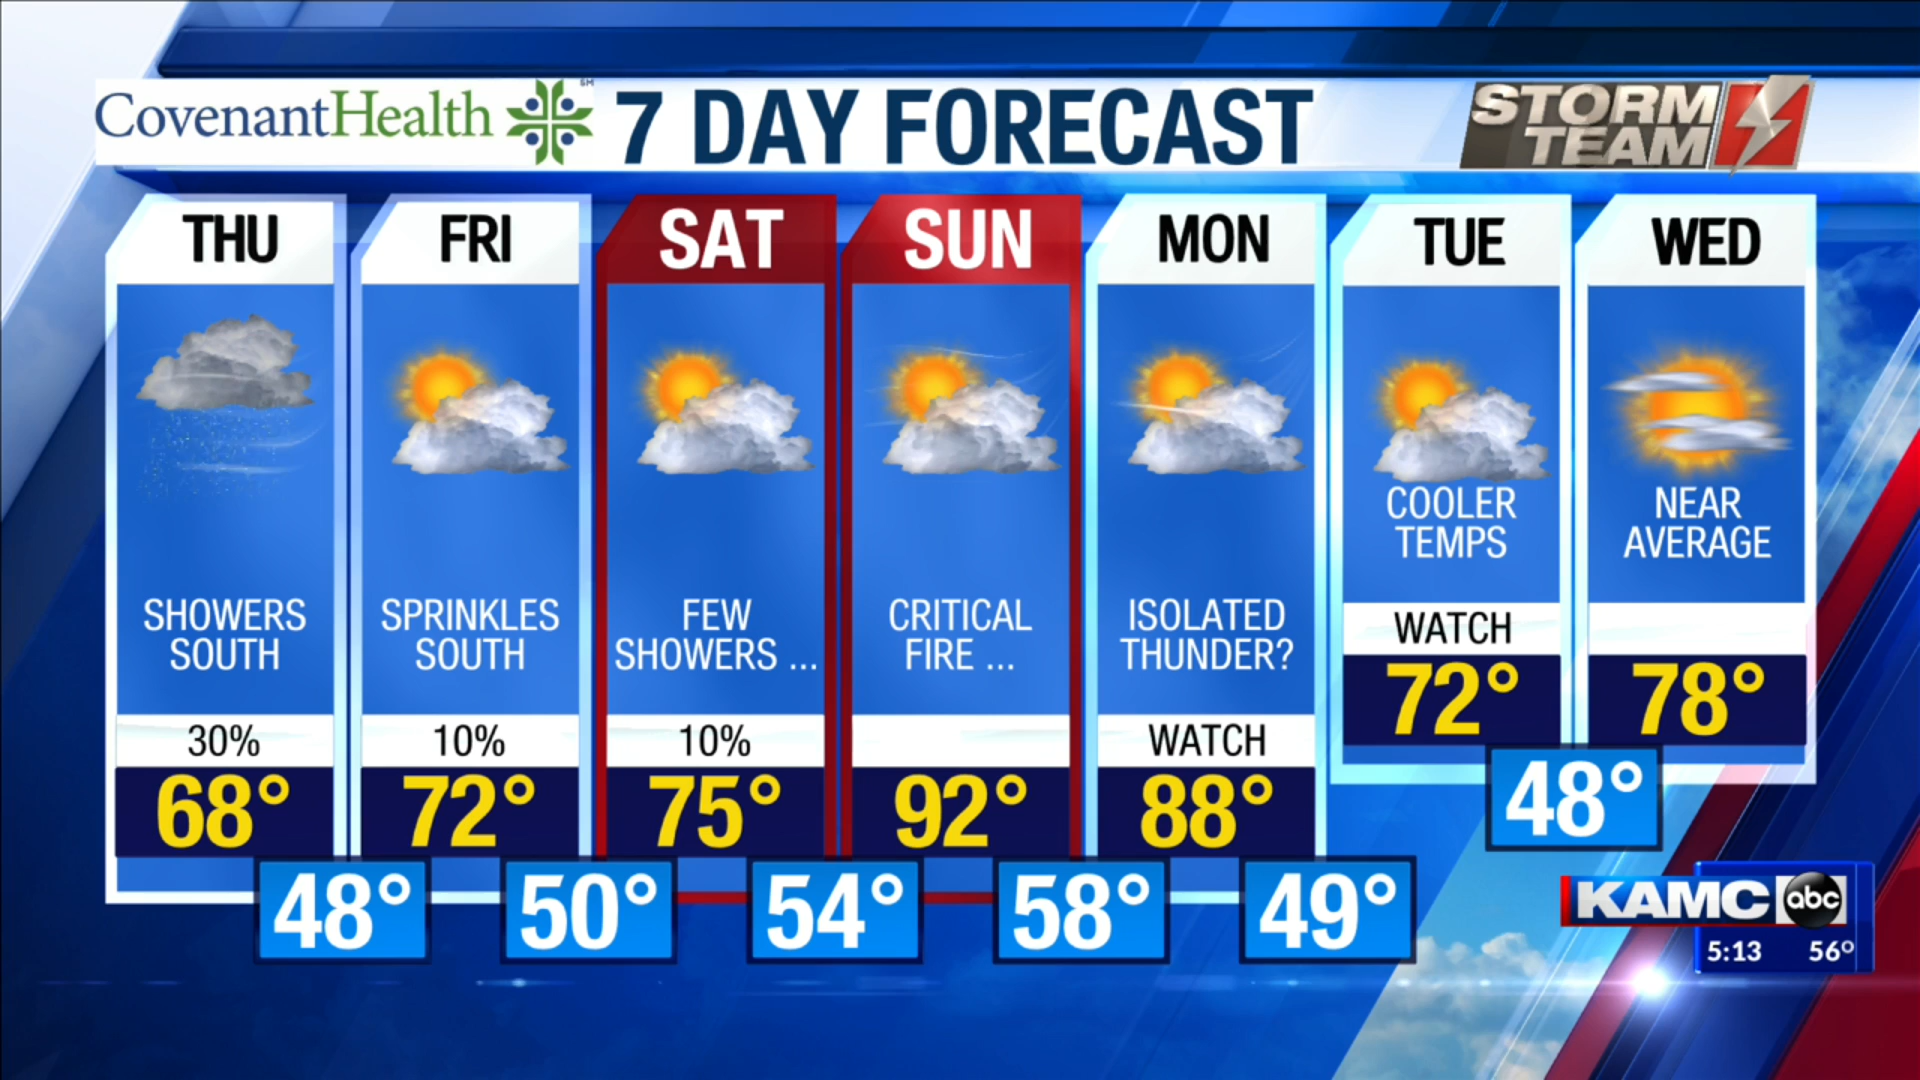 CovenantHealth SM 7 DAY FORECAST STORM TEAM
THU
SHOWERS
SOUTH
30%
68°
48°
FRI
SPRINKLES
SOUTH
10%
72°
50°
SAT
FEW
SHOWERS ...
10%
75°
54°
SUN
CRITICAL
FIRE ...
92°
58°
MON
ISOLATED
THUNDER?
WATCH
88°
49°
TUE
COOLER
TEMPS
WATCH
72°
48°
WED
NEAR
AVERAGE
78°
KAMC abc
5:13 56°